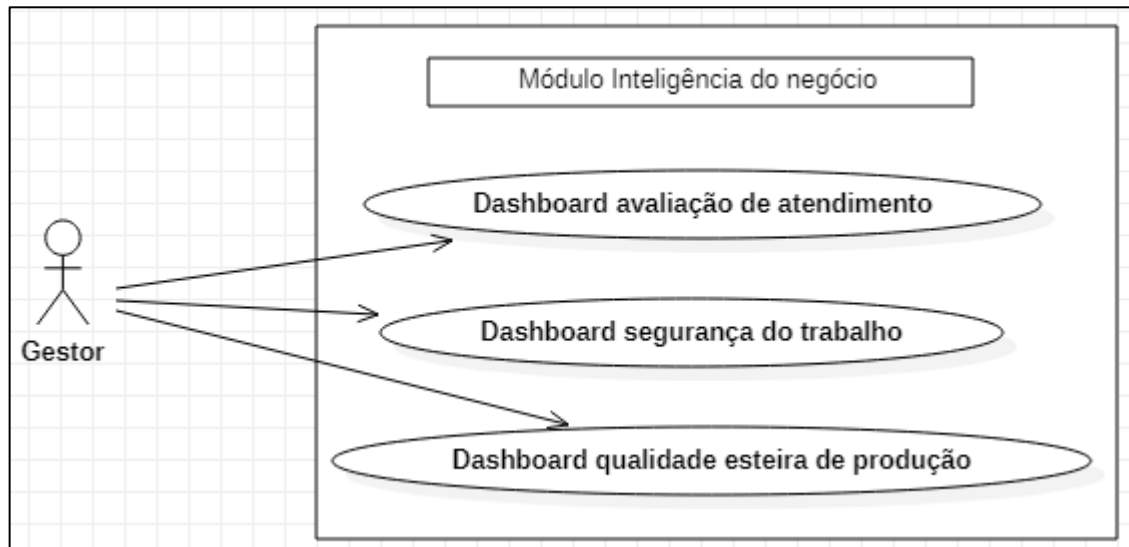 Módulo Inteligência do negócio
Dashboard avaliação de atendimento
Dashboard segurança do trabalho
Gestor
Dashboard qualidade esteira de produção